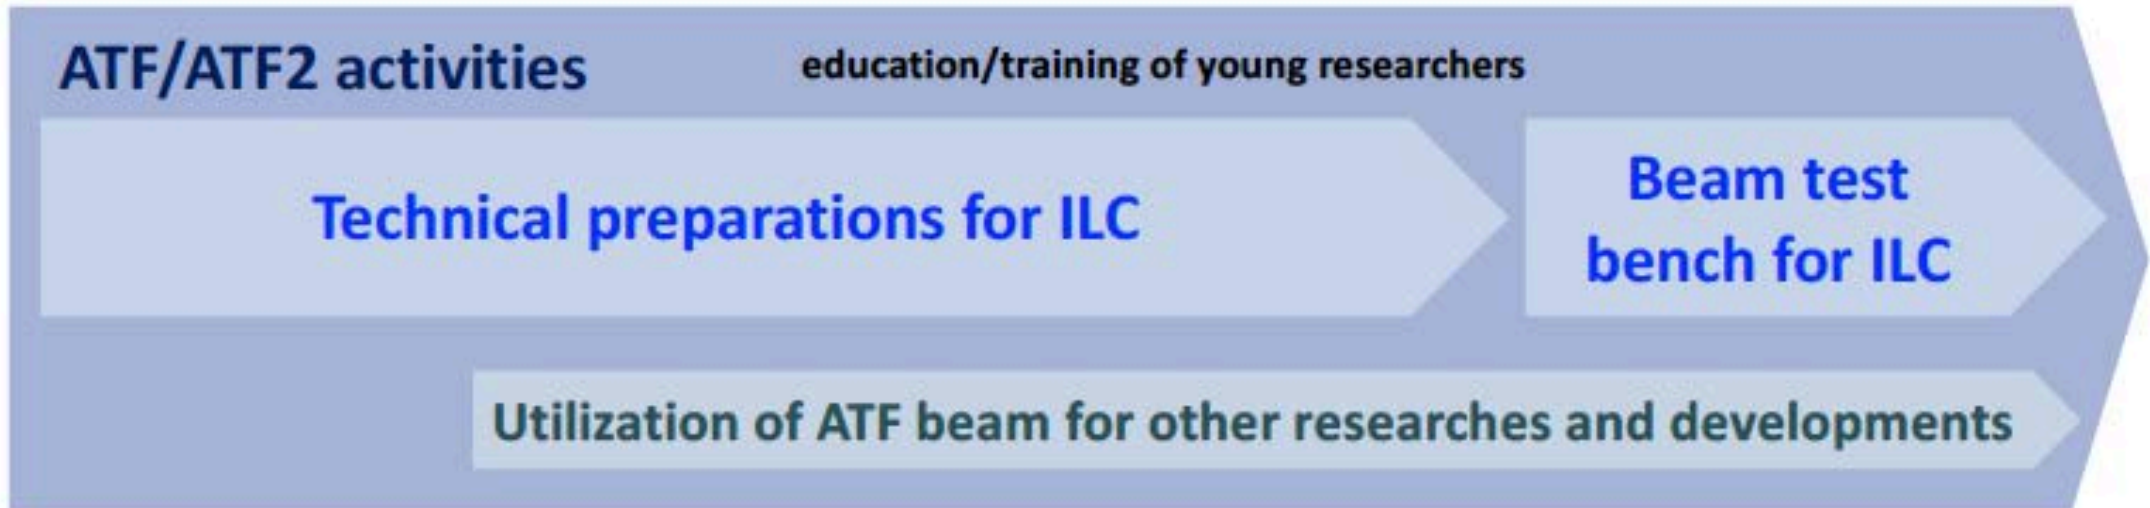 ATF/ATF2 activities
education/training of young researchers
Technical preparations for ILC
Beam test
bench for ILC
Utilization of ATF beam for other researches and developments